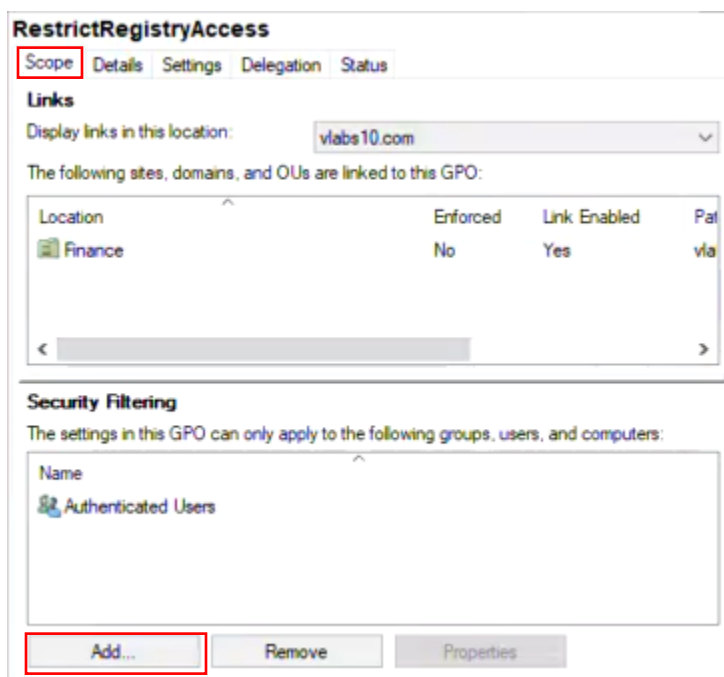 RestrictRegistryAccess
Scope Details Settings Delegation Status
Links
Display links in this location: vlabs10.com
The following sites, domains, and OUs are linked to this GPO:
Location Enforced Link Enabled Pat
Finance No Yes vla
Security Filtering
The settings in this GPO can only apply to the following groups, users, and computers:
Name
Authenticated Users
Add... Remove Properties